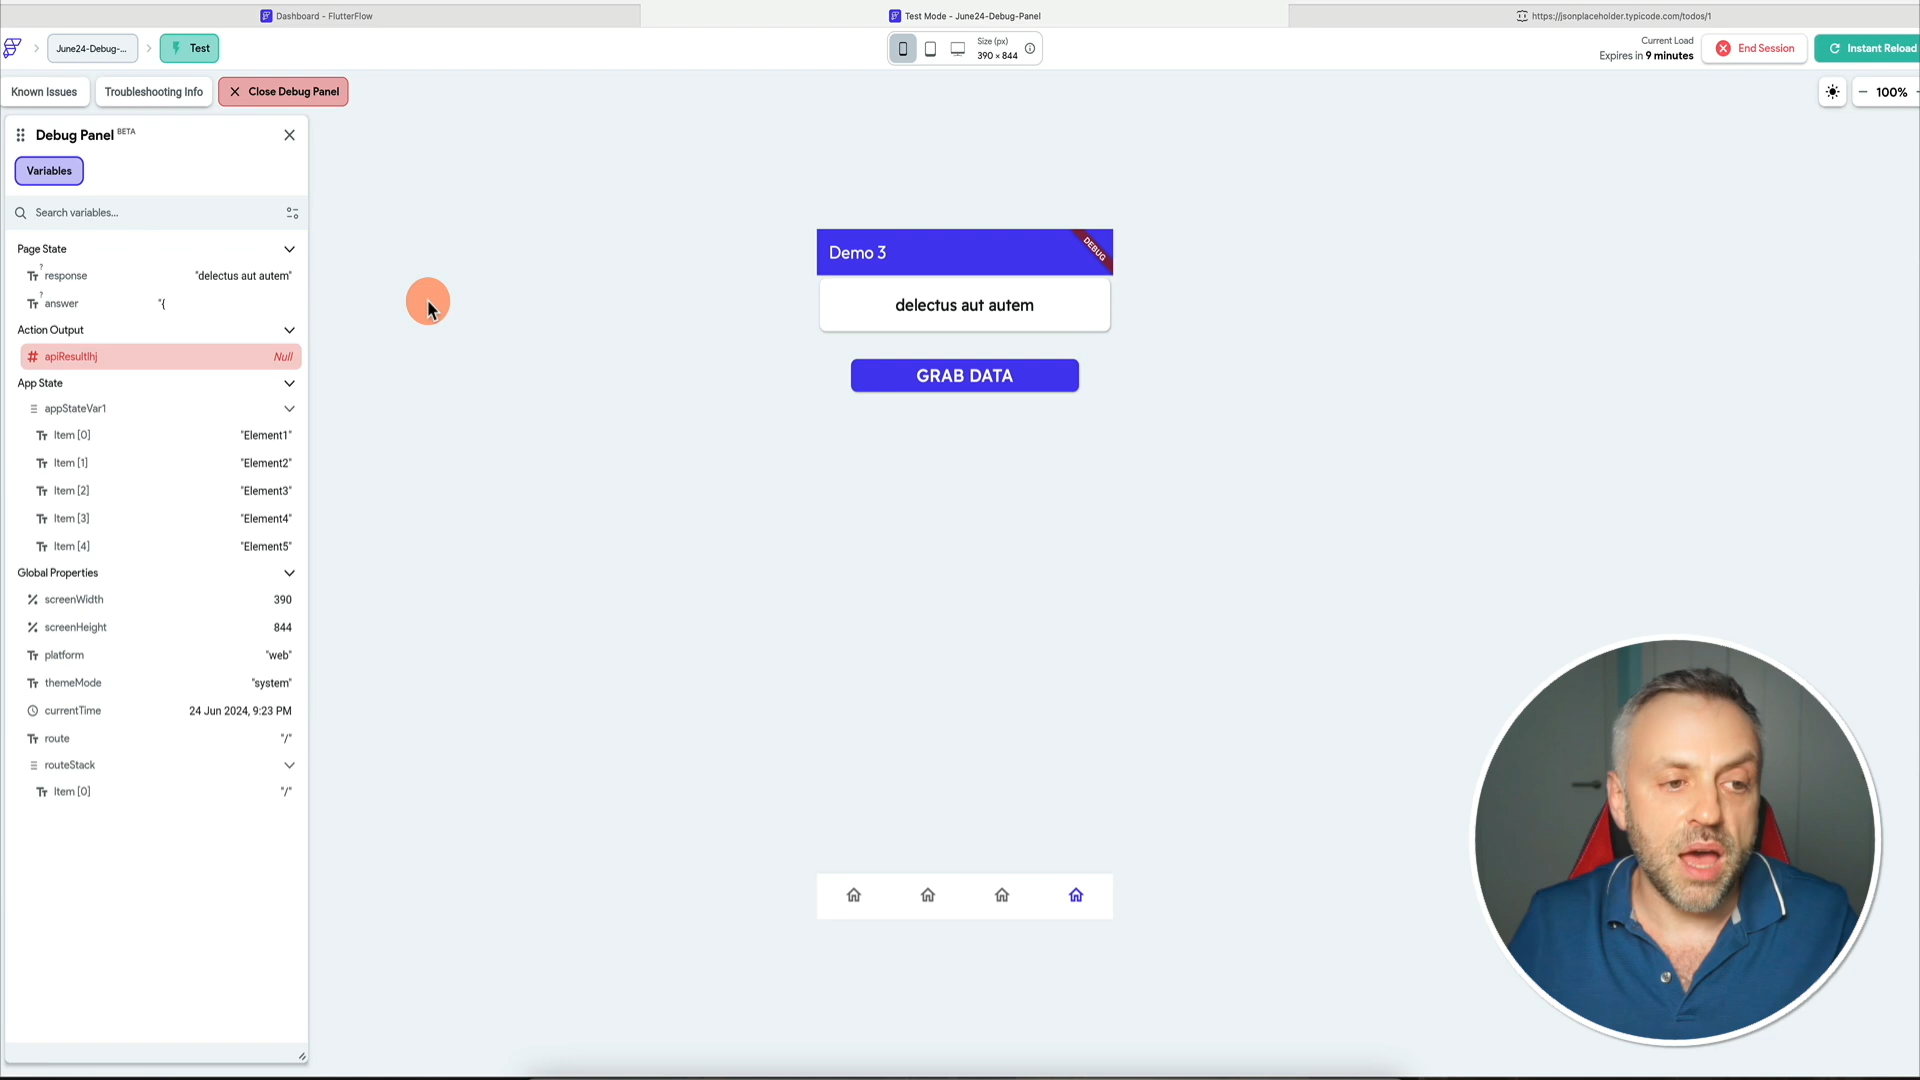 Dashboard - FlutterFlow
Test Mode - June24-Debug-Panel
https://jsonplaceholder.typicode.com/todos/1
June24-Debug-...
Test
Size (px)
390 × 844
Current Load
Expires in 9 minutes
End Session
Instant Reload
Known Issues
Troubleshooting Info
Close Debug Panel
100%
Debug Panel BETA
Variables
Search variables...
Page State
response "delectus aut autem"
answer "{
Action Output
apiResultlhj Null
App State
appStateVar1
Item [0] "Element1"
Item [1] "Element2"
Item [2] "Element3"
Item [3] "Element4"
Item [4] "Element5"
Global Properties
screenWidth 390
screenHeight 844
platform "web"
themeMode "system"
currentTime 24 Jun 2024, 9:23 PM
route "/"
routeStack
Item [0] "/"
Demo 3
DEBUG
delectus aut autem
GRAB DATA